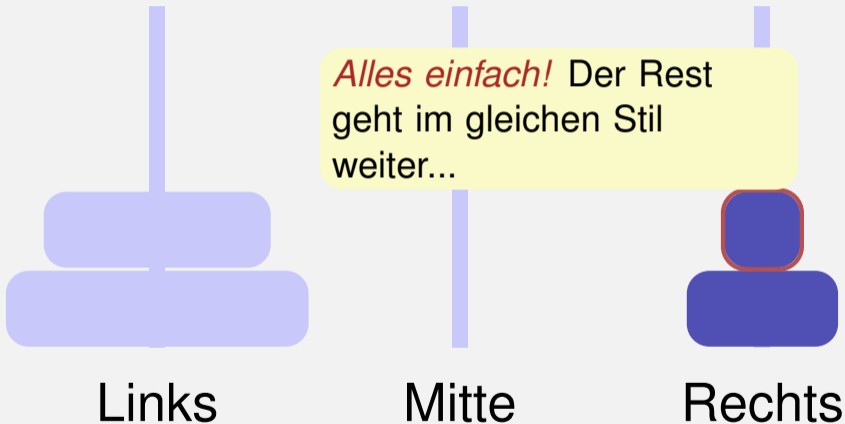 Alles einfach! Der Rest
geht im gleichen Stil
weiter...
Links
Mitte
Rechts